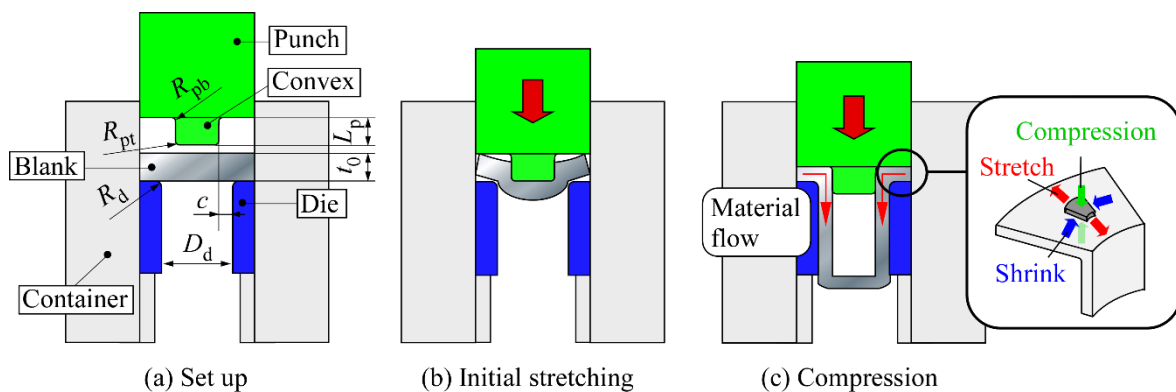 Punch
Convex
R_pb
R_pt
L_p
t_0
Blank
R_d
c
Die
D_d
Container
(a) Set up
(b) Initial stretching
Material
flow
(c) Compression
Compression
Stretch
Shrink